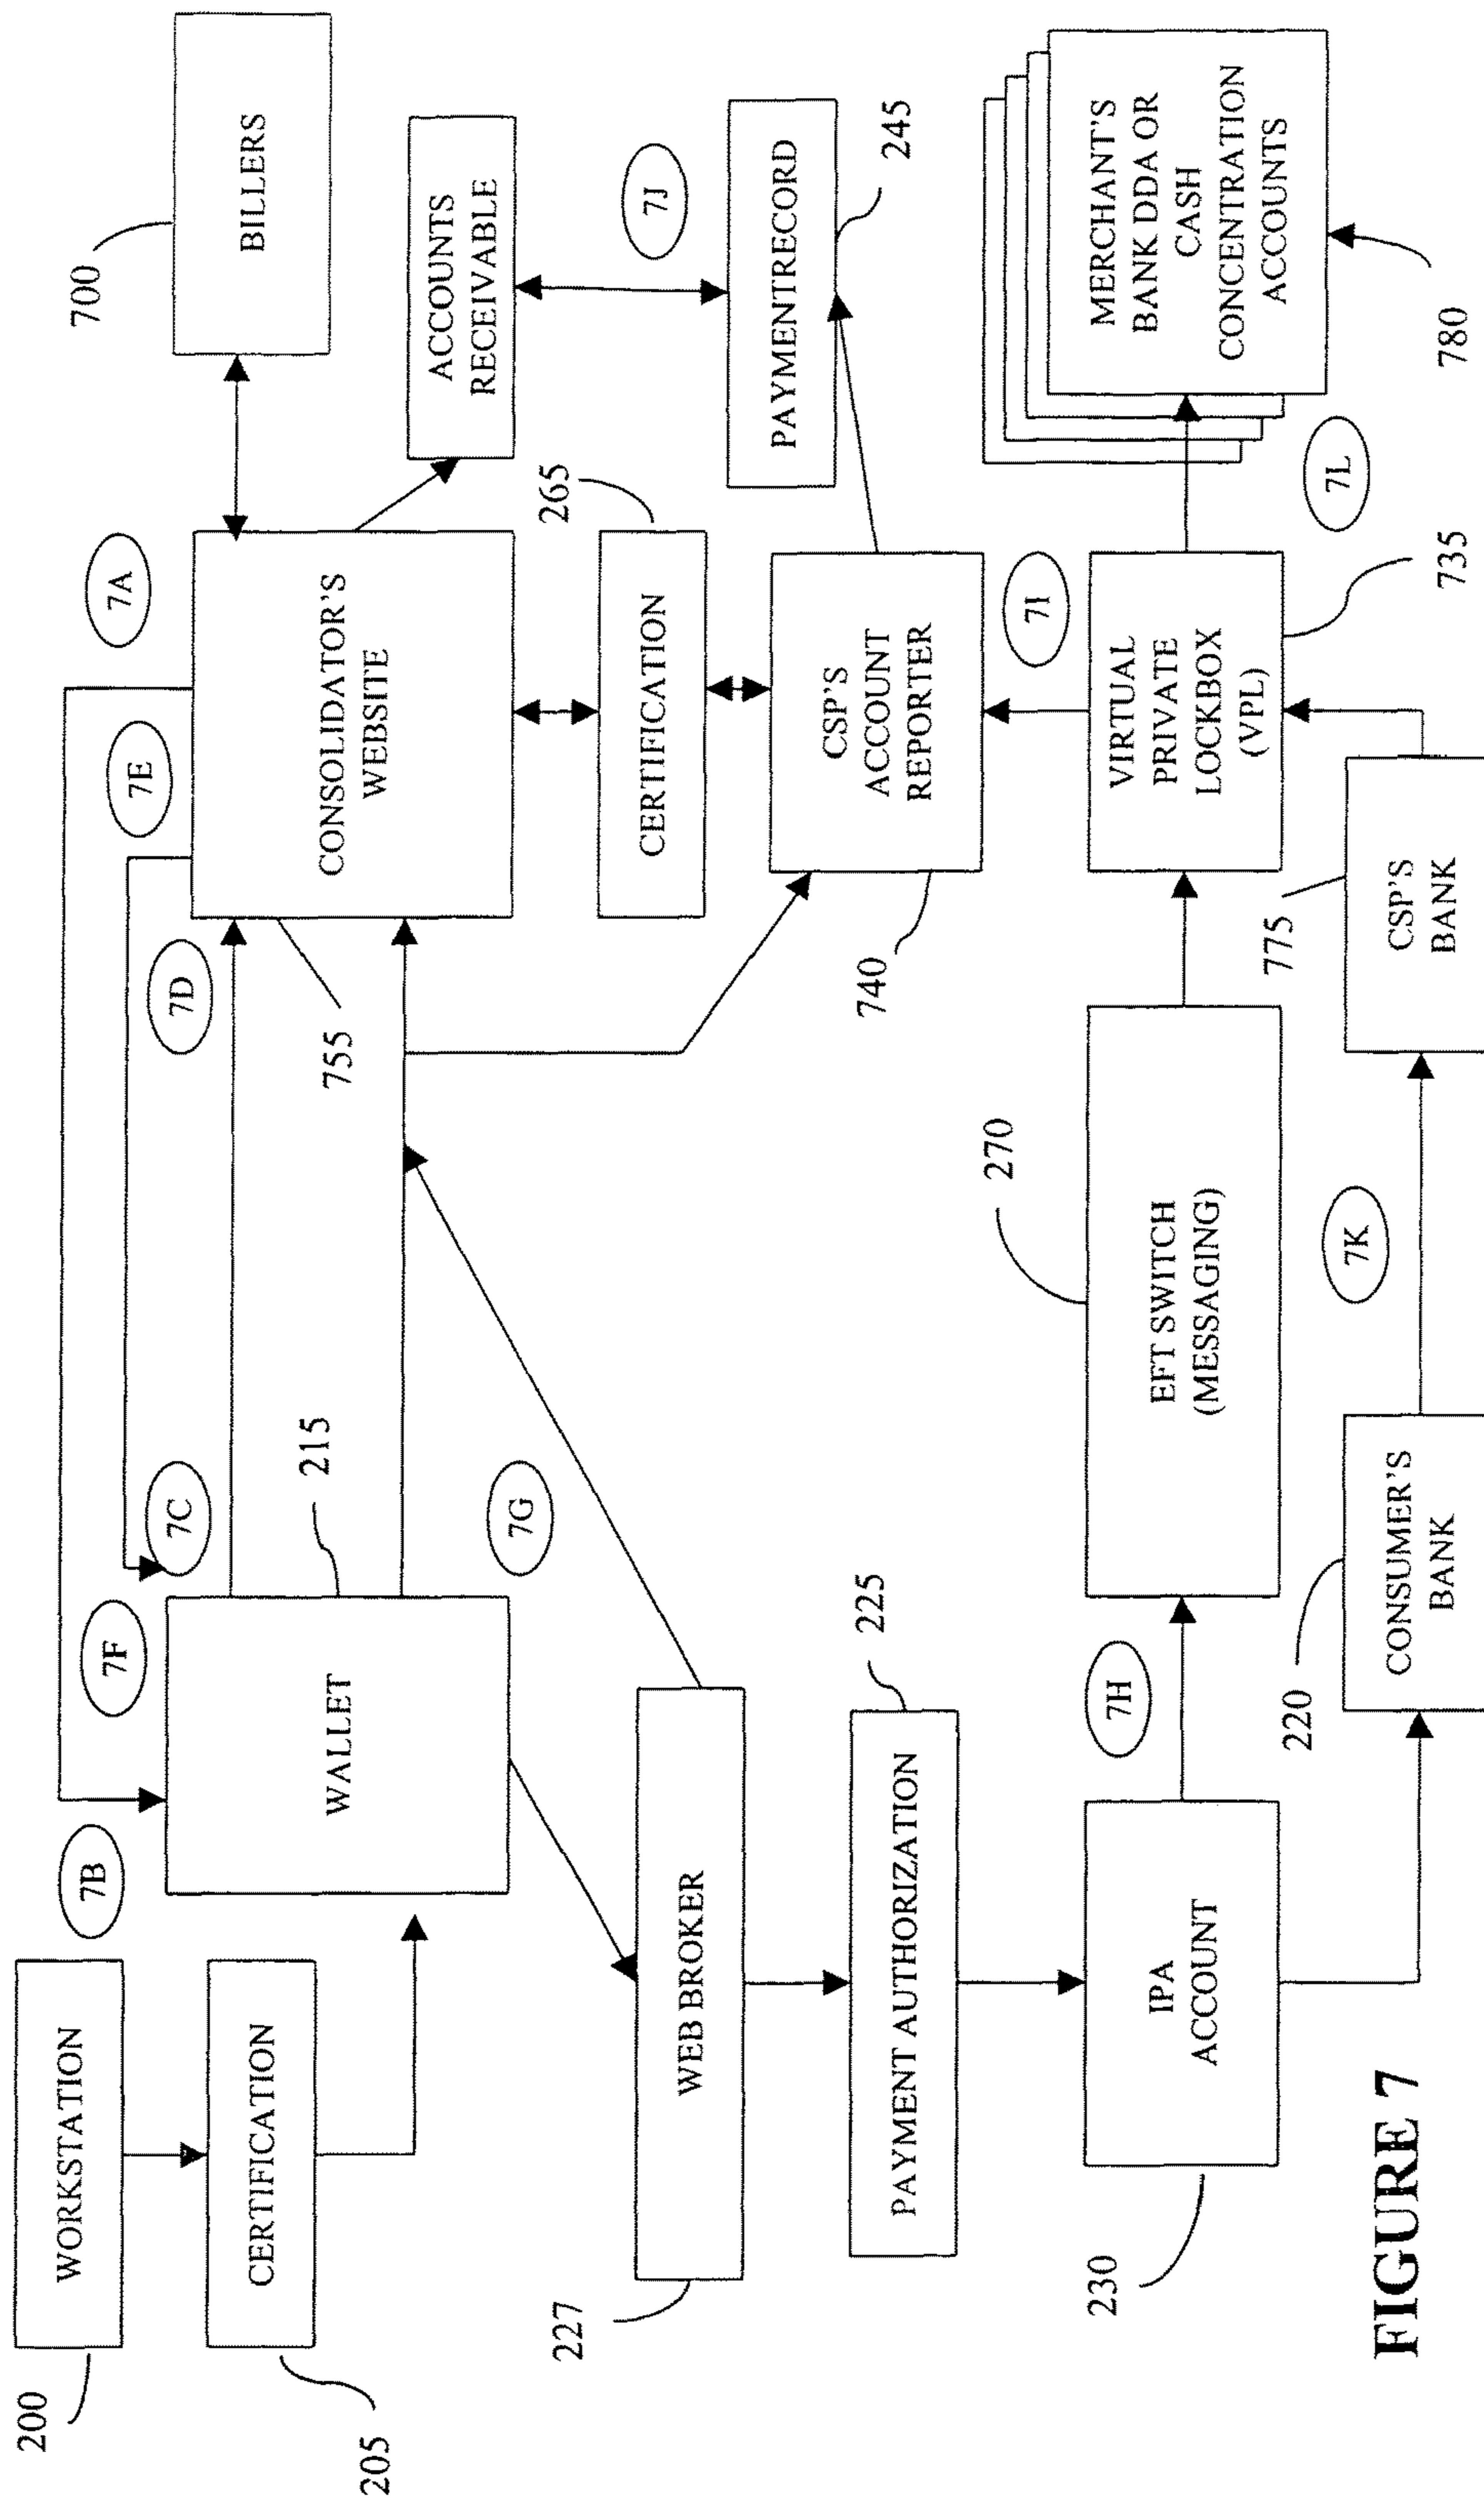 200
WORKSTATION
7B
7F
7C
7D
7E
7A
700
BILLERS
205
CERTIFICATION
WALLET
215
755
CONSOLIDATOR'S
WEBSITE
ACCOUNTS
RECEIVABLE
7G
265
CERTIFICATION
7J
227
WEB BROKER
PAYMENTRECORD
245
225
PAYMENT AUTHORIZATION
740
CSP'S
ACCOUNT
REPORTER
270
7I
230
IPA
ACCOUNT
7H
EFT SWITCH
(MESSAGING)
VIRTUAL
PRIVATE
LOCKBOX
(VPL)
MERCHANT'S
BANK DDA OR
CASH
CONCENTRATION
ACCOUNTS
220
775
7L
7K
735
780
CONSUMER'S
BANK
CSP'S
BANK
FIGURE 7